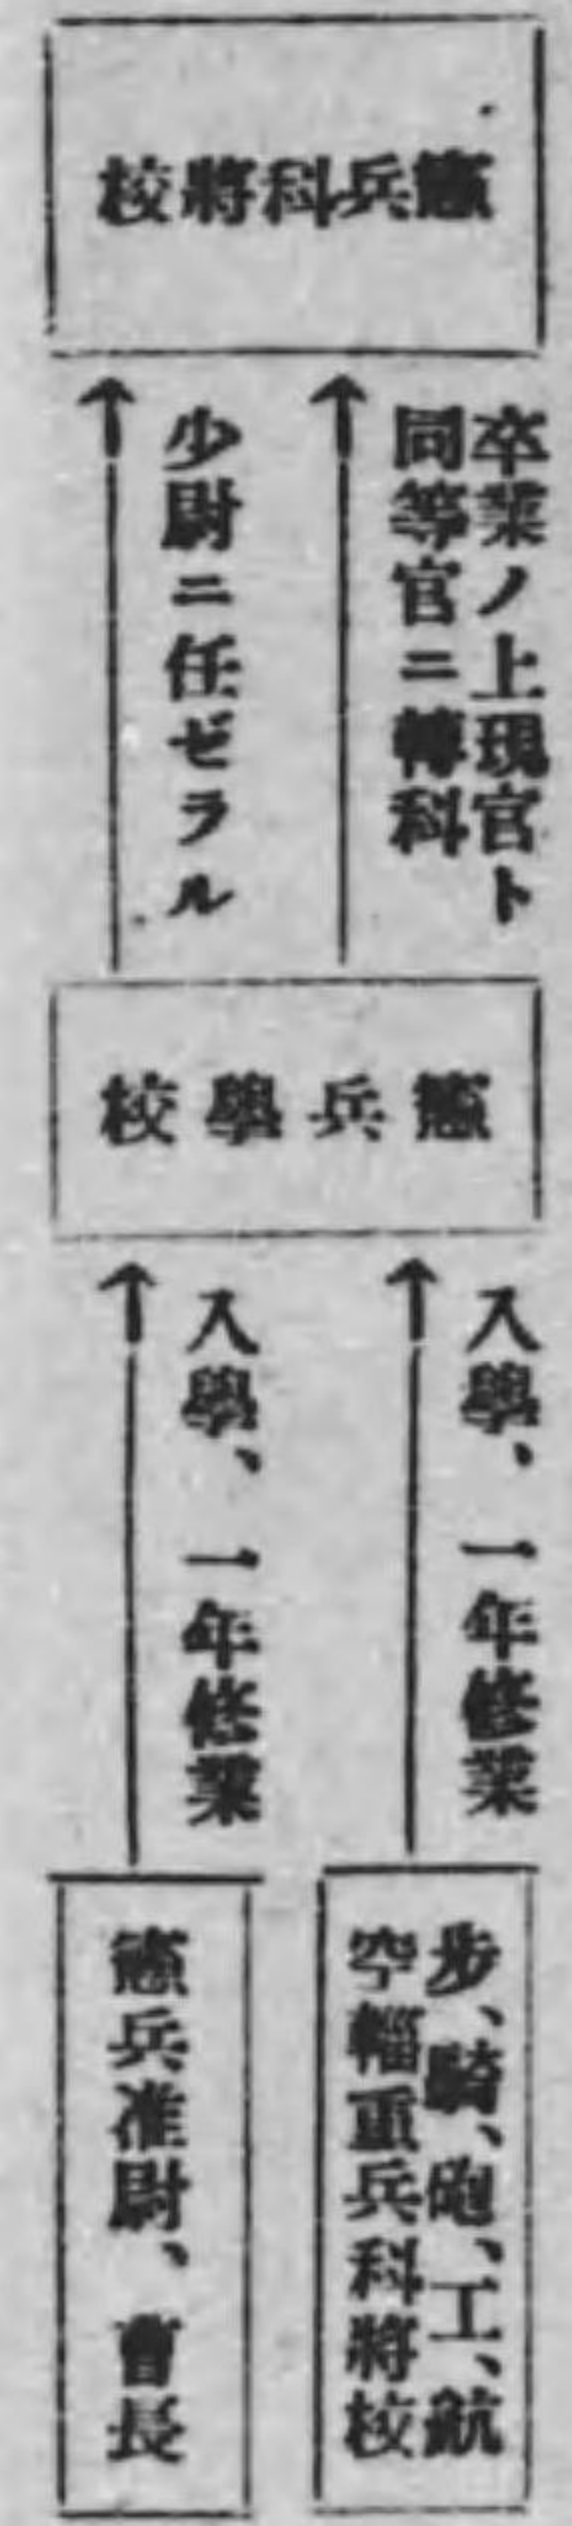 憲兵科將校
卒業ノ上現官ト
同等官ニ轉科
少尉ニ任ゼラル
憲兵學校
入學、一年修業
入學、一年修業
步、騎、砲、工、航
空輜重兵科將校
憲兵准尉、曹長